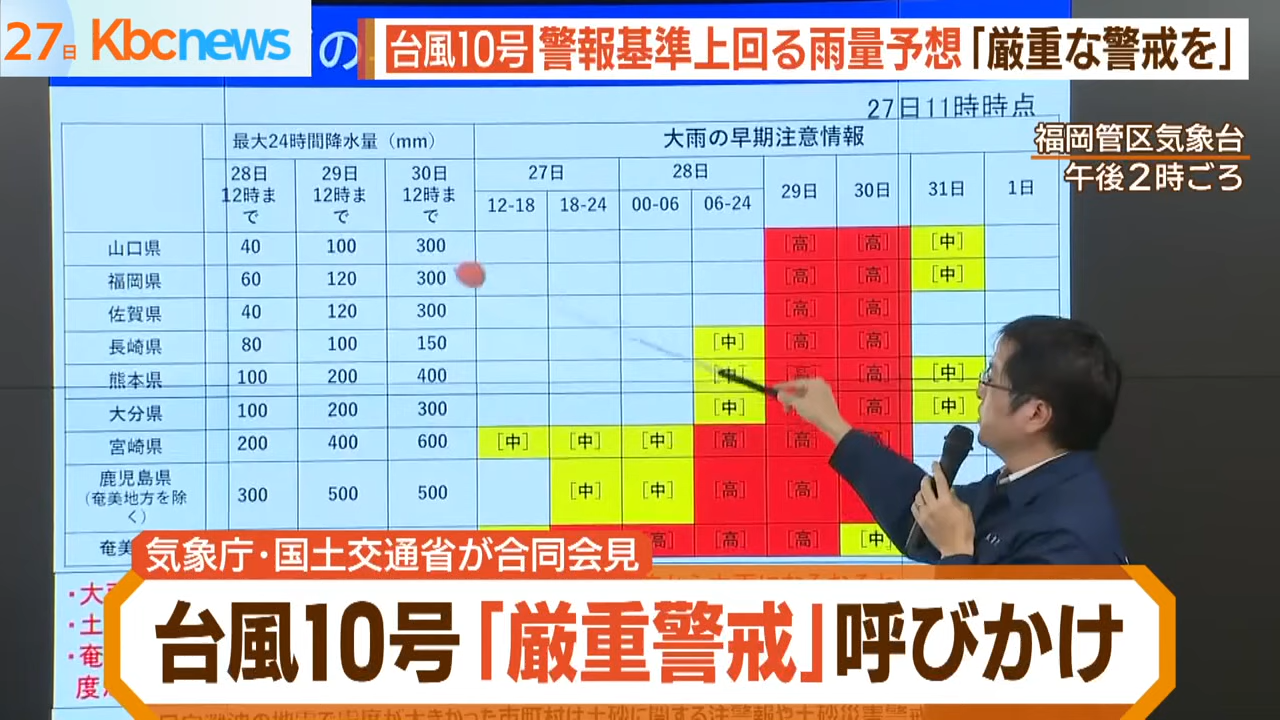 27日 Kbcnews
台風10号 警報基準上回る雨量予想「厳重な警戒を」
27日11時時点
福岡管区気象台
午後2時ごろ
最大24時間降水量（mm） 大雨の早期注意情報
28日12時まで 29日12時まで 30日12時まで 27日 28日 29日 30日 31日 1日
12-18 18-24 00-06 06-24
山口県 40 100 300 ［高］ ［高］ ［中］
福岡県 60 120 300 ［高］ ［高］ ［中］
佐賀県 40 120 300 ［高］ ［高］
長崎県 80 100 150 ［中］ ［高］ ［高］
熊本県 100 200 400 ［中］ ［高］ ［高］ ［中］
大分県 100 200 300 ［中］ ［高］ ［中］
宮崎県 200 400 600 ［中］ ［中］ ［中］ ［高］ ［高］
鹿児島県（奄美地方を除く） 300 500 500 ［中］ ［中］ ［高］ ［高］
奄美 ［高］ ［高］ ［高］ ［中］
気象庁・国土交通省が合同会見
・大
・土
・奄
度
台風10号「厳重警戒」呼びかけ